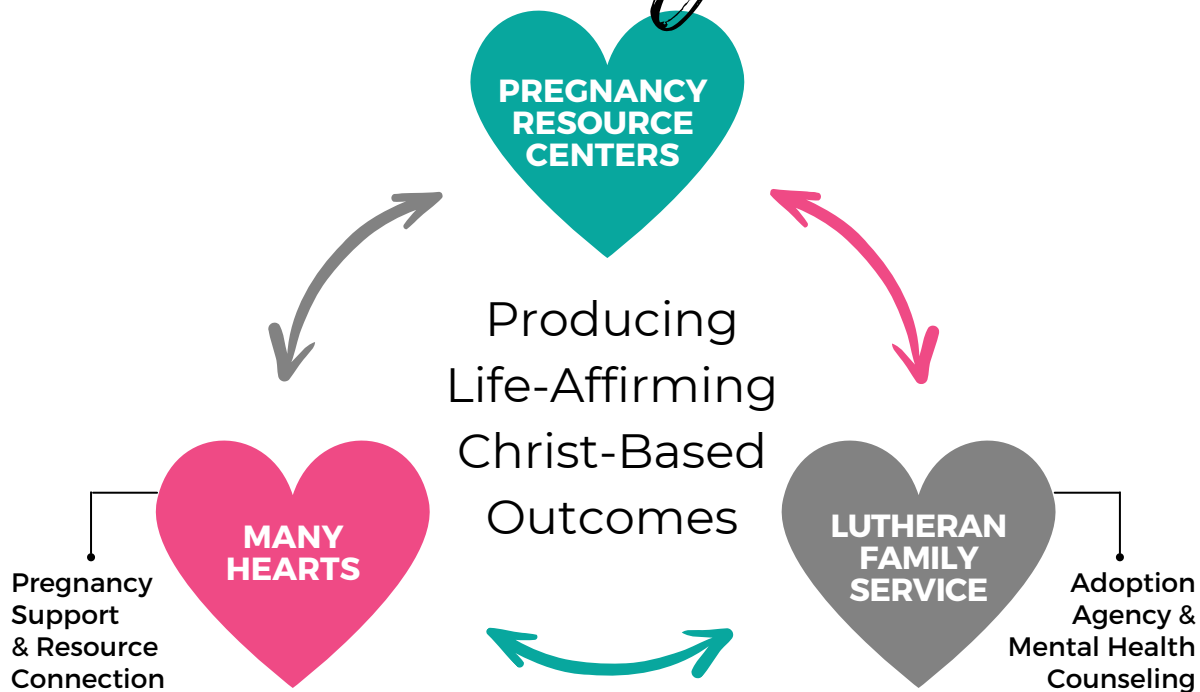 PREGNANCY
RESOURCE
CENTERS
Producing
Life-Affirming
Christ-Based
Outcomes
MANY
HEARTS
Pregnancy
Support
& Resource
Connection
LUTHERAN
FAMILY
SERVICE
Adoption
Agency &
Mental Health
Counseling